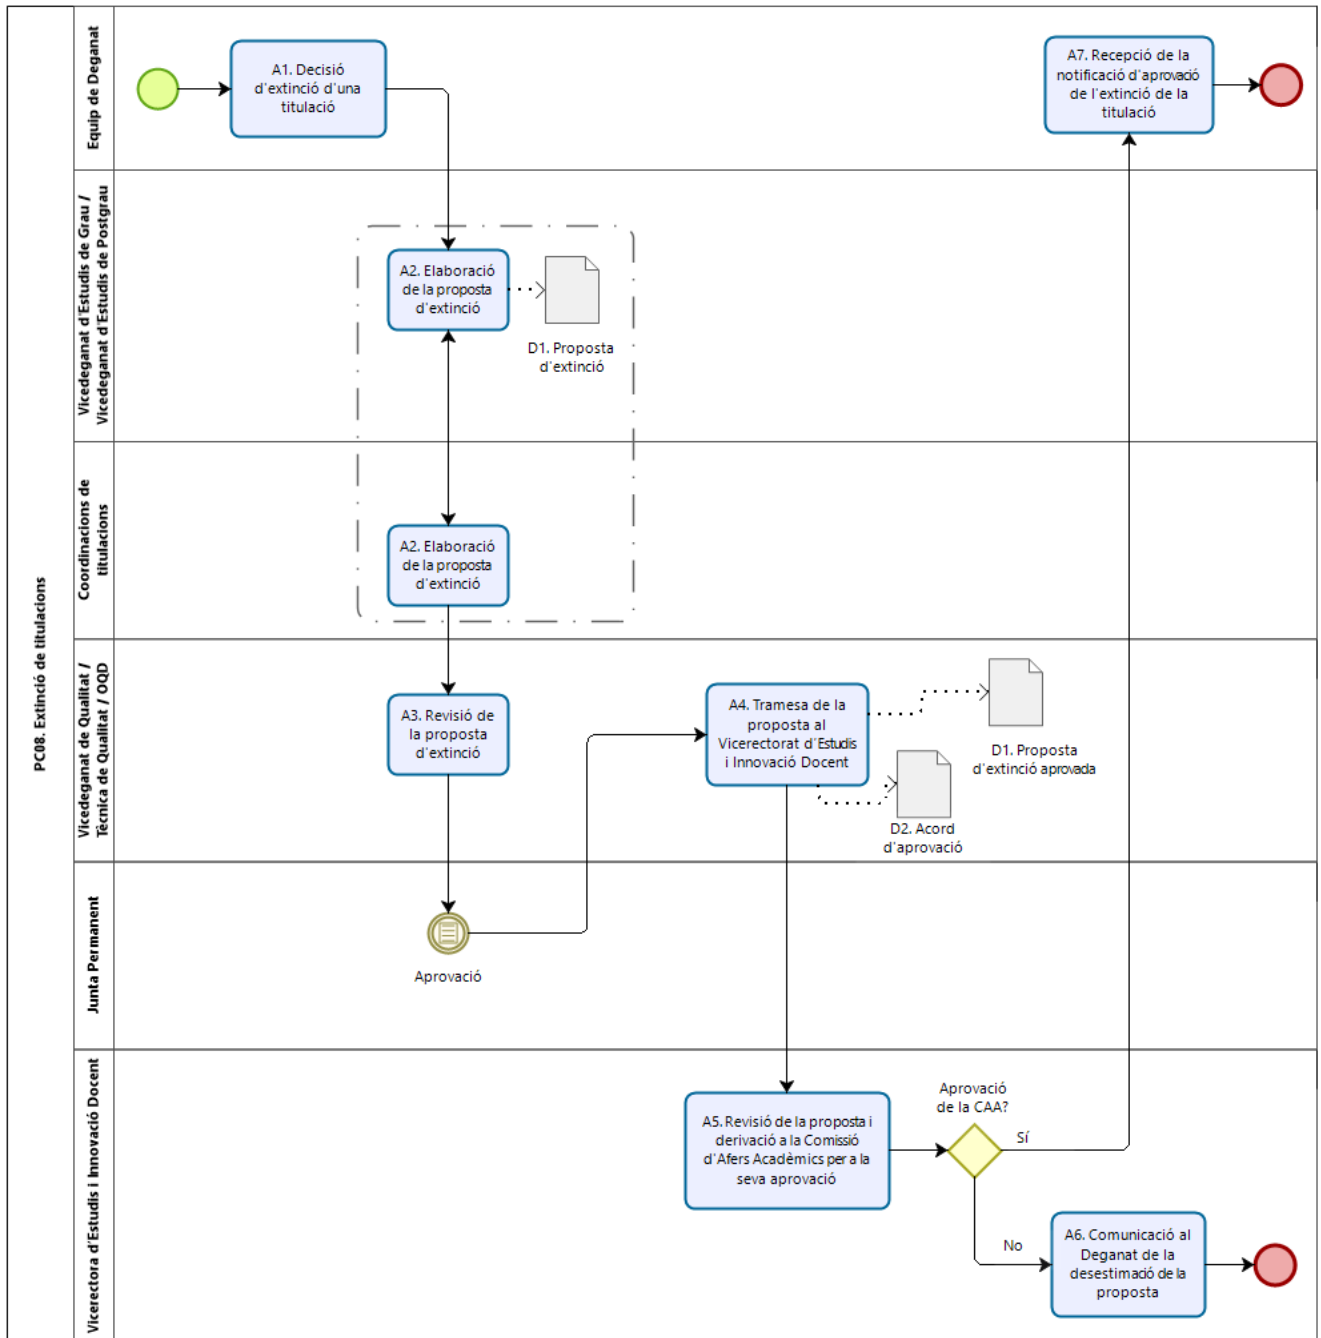 PC08. Extinció de titulacions
Equip de Deganat
A1. Decisió
d'extinció d'una
titulació
A7. Recepció de la
notificació d'aprovació
de l'extinció de la
titulació
Vicedeganat d'Estudis de Grau /
Vicedeganat d'Estudis de Postgrau
A2. Elaboració
de la proposta
d'extinció
D1. Proposta
d'extinció
Coordinacions de
titulacions
A2. Elaboració
de la proposta
d'extinció
Vicedeganat de Qualitat /
Tècnica de Qualitat / OQD
A3. Revisió de
la proposta
d'extinció
A4. Tramesa de la
proposta al
Vicerectorat d'Estudis
i Innovació Docent
D1. Proposta
d'extinció aprovada
D2. Acord
d'aprovació
Junta Permanent
Aprovació
Vicerectora d'Estudis i Innovació Docent
A5. Revisió de la proposta i
derivació a la Comissió
d'Afers Acadèmics per a la
seva aprovació
Aprovació
de la CAA?
Sí
No
A6. Comunicació al
Deganat de la
desestimació de la
proposta